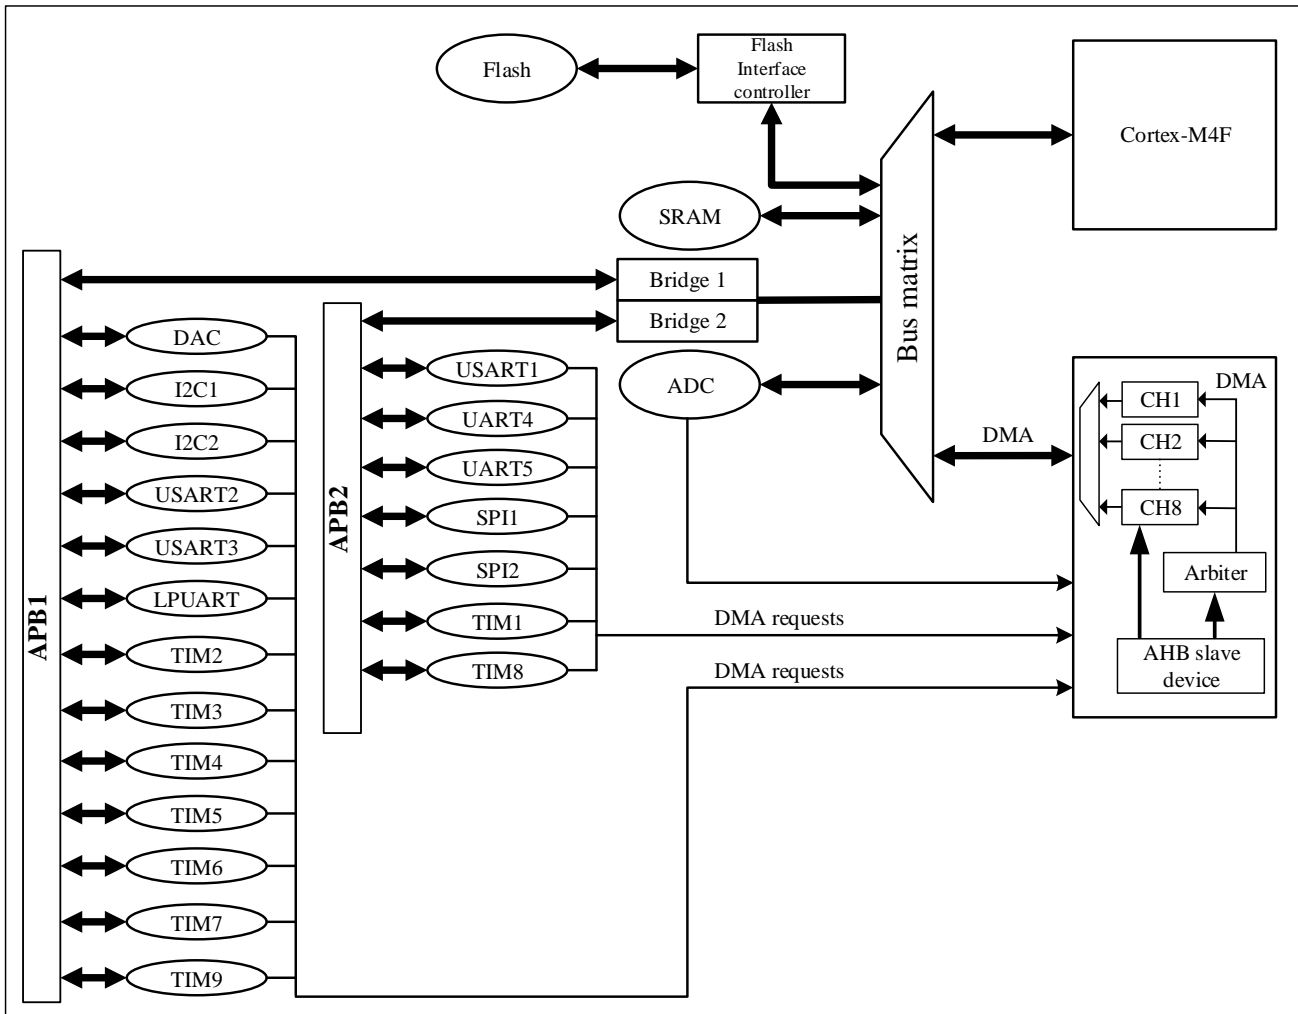 Flash
Flash
Interface
controller
Cortex-M4F
SRAM
Bus matrix
Bridge 1
Bridge 2
ADC
APB1
DAC
I2C1
I2C2
USART2
USART3
LPUART
TIM2
TIM3
TIM4
TIM5
TIM6
TIM7
TIM9
APB2
USART1
UART4
UART5
SPI1
SPI2
TIM1
TIM8
DMA
DMA requests
DMA requests
DMA
CH1
CH2
CH8
Arbiter
AHB slave
device